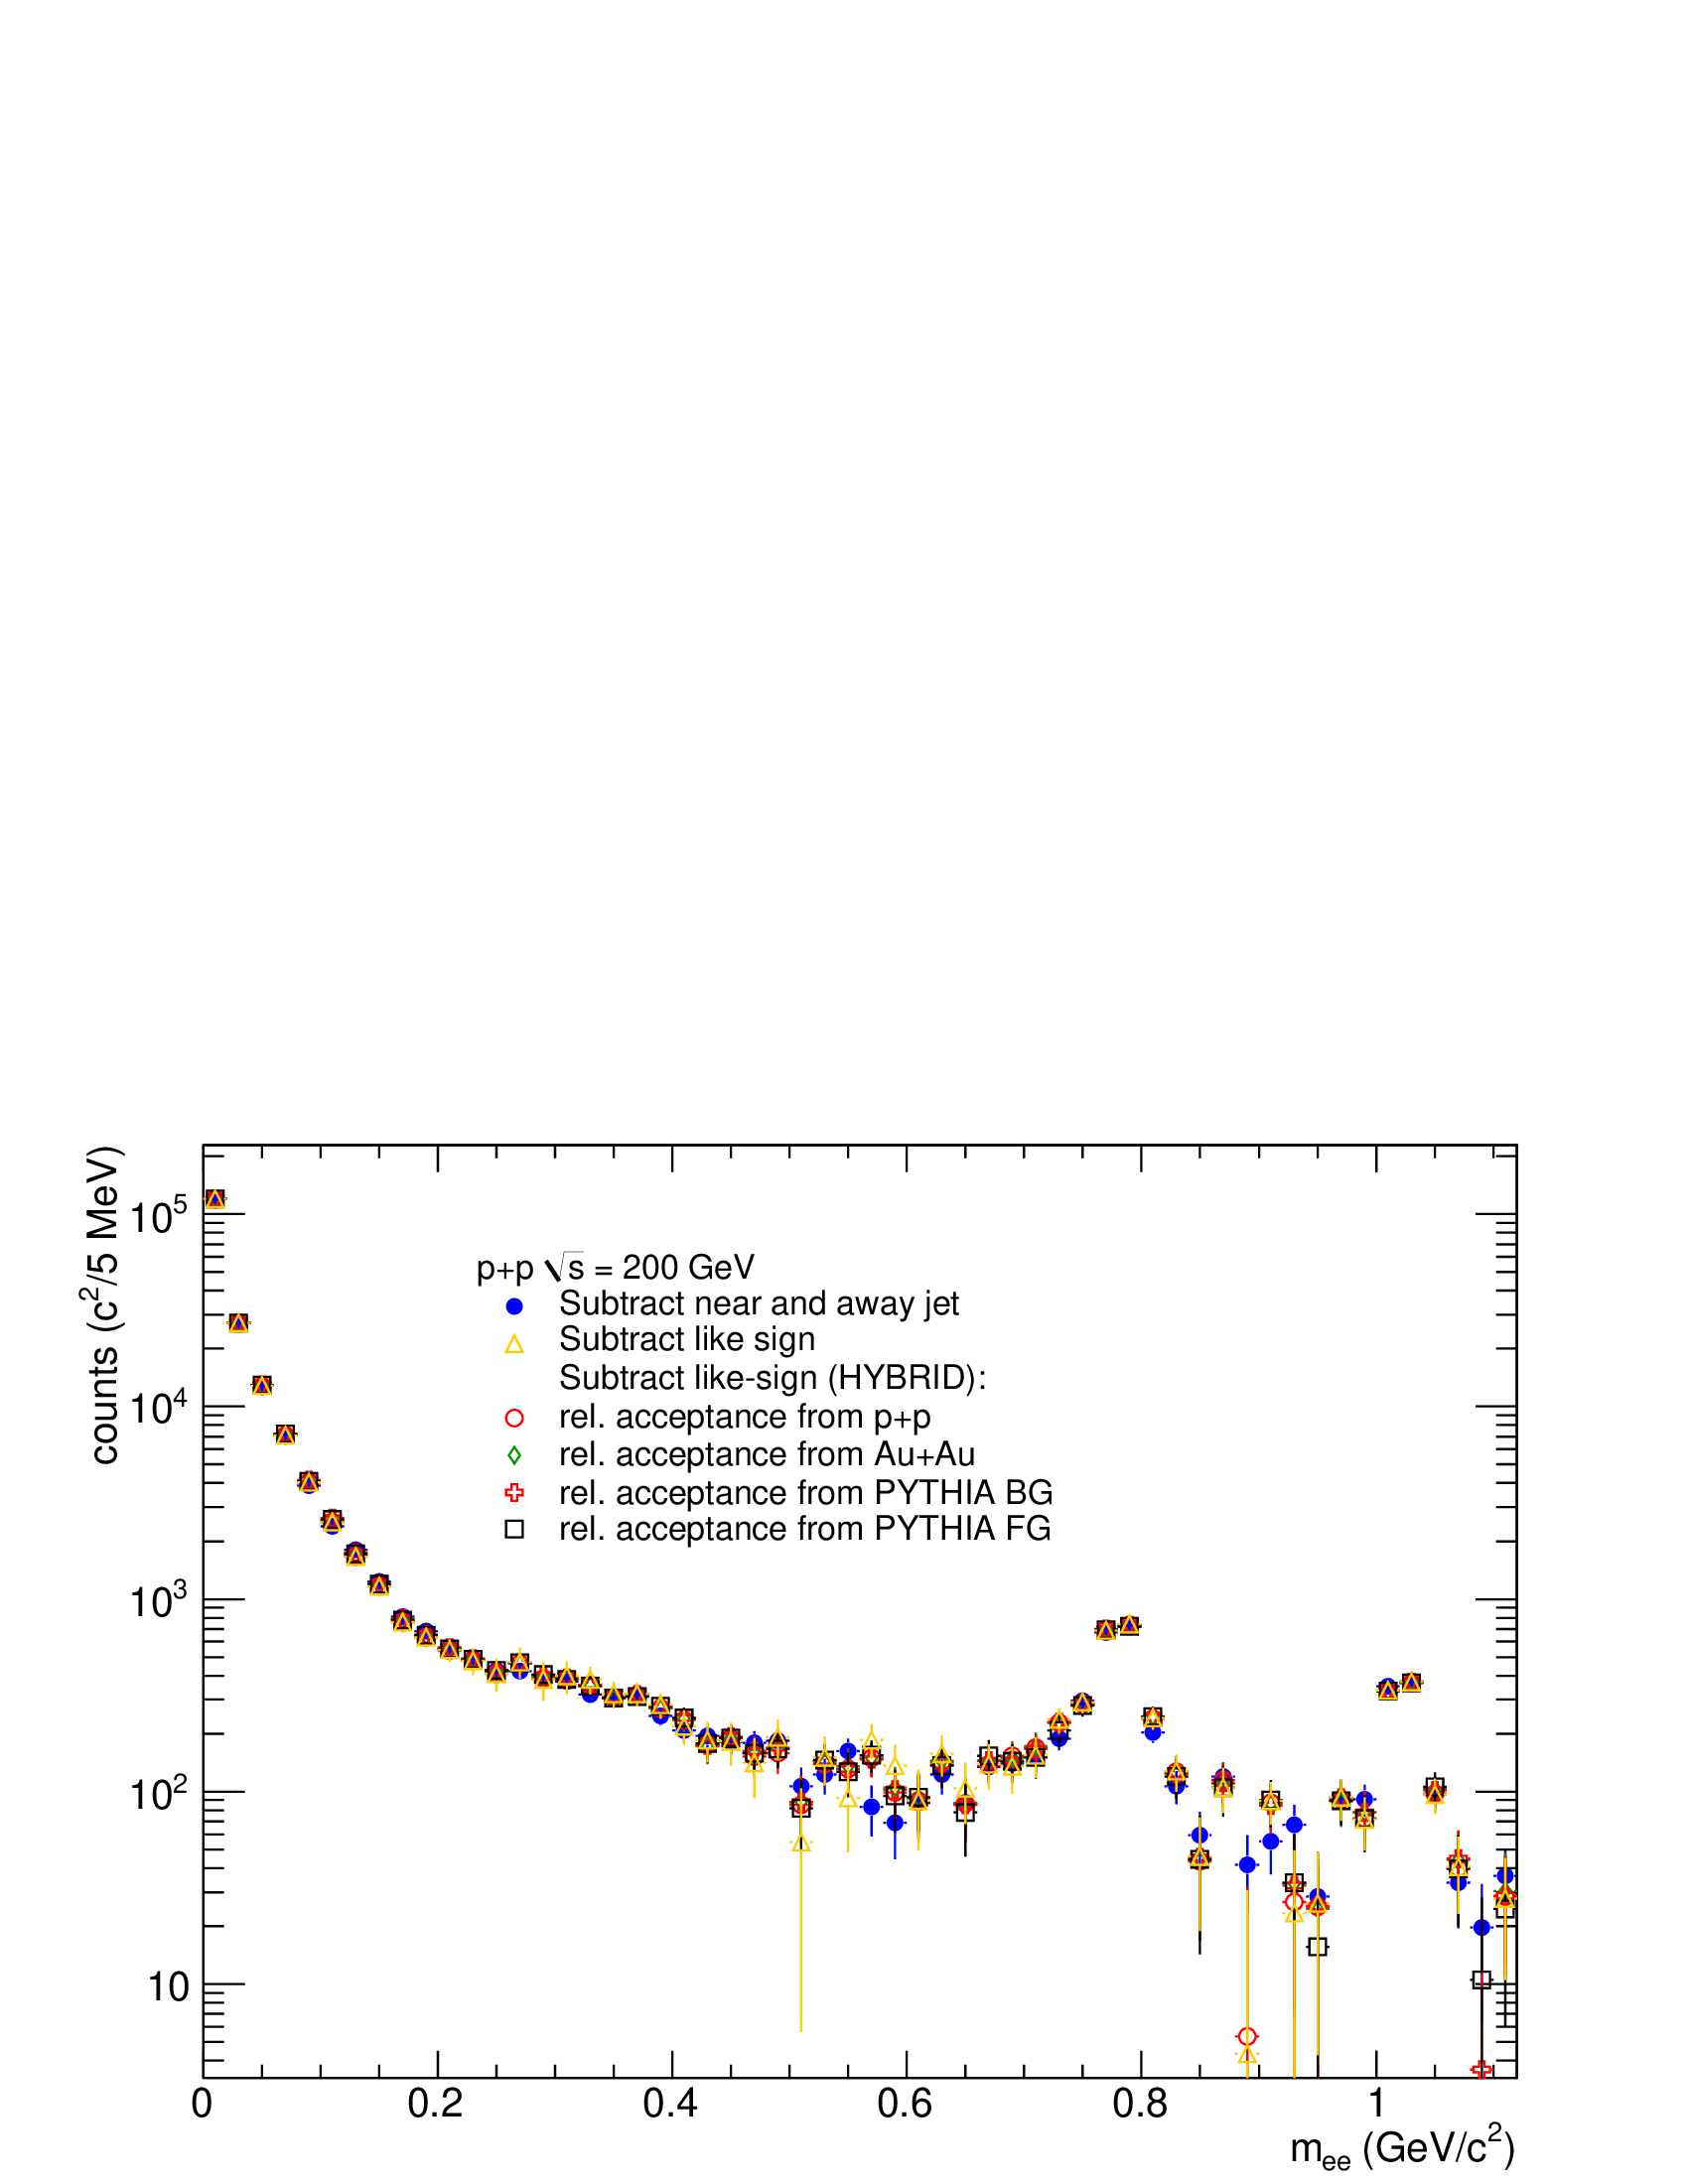 counts (c²/5 MeV)
10⁵
10⁴
10³
10²
10
p+p √s = 200 GeV
Subtract near and away jet
Subtract like sign
Subtract like-sign (HYBRID):
rel. acceptance from p+p
rel. acceptance from Au+Au
rel. acceptance from PYTHIA BG
rel. acceptance from PYTHIA FG
0 0.2 0.4 0.6 0.8 1
mₑₑ (GeV/c²)